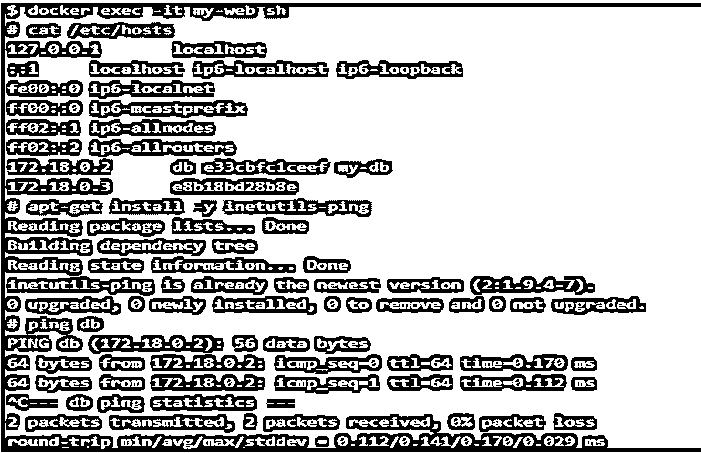 $ docker exec -it my-web sh
# cat /etc/hosts
127.0.0.1 localhost
::1 localhost ip6-localhost ip6-loopback
fe00::0 ip6-localnet
ff00::0 ip6-mcastprefix
ff02::1 ip6-allnodes
ff02::2 ip6-allrouters
172.18.0.2 db e33cbfc1ceef my-db
172.18.0.3 e8b18bd28b8e
# apt-get install -y inetutils-ping
Reading package lists... Done
Building dependency tree
Reading state information... Done
inetutils-ping is already the newest version (2:1.9.4-7).
0 upgraded, 0 newly installed, 0 to remove and 0 not upgraded.
# ping db
PING db (172.18.0.2): 56 data bytes
64 bytes from 172.18.0.2: icmp_seq=0 ttl=64 time=0.170 ms
64 bytes from 172.18.0.2: icmp_seq=1 ttl=64 time=0.112 ms
^C--- db ping statistics ---
2 packets transmitted, 2 packets received, 0% packet loss
round-trip min/avg/max/stddev = 0.112/0.141/0.170/0.029 ms